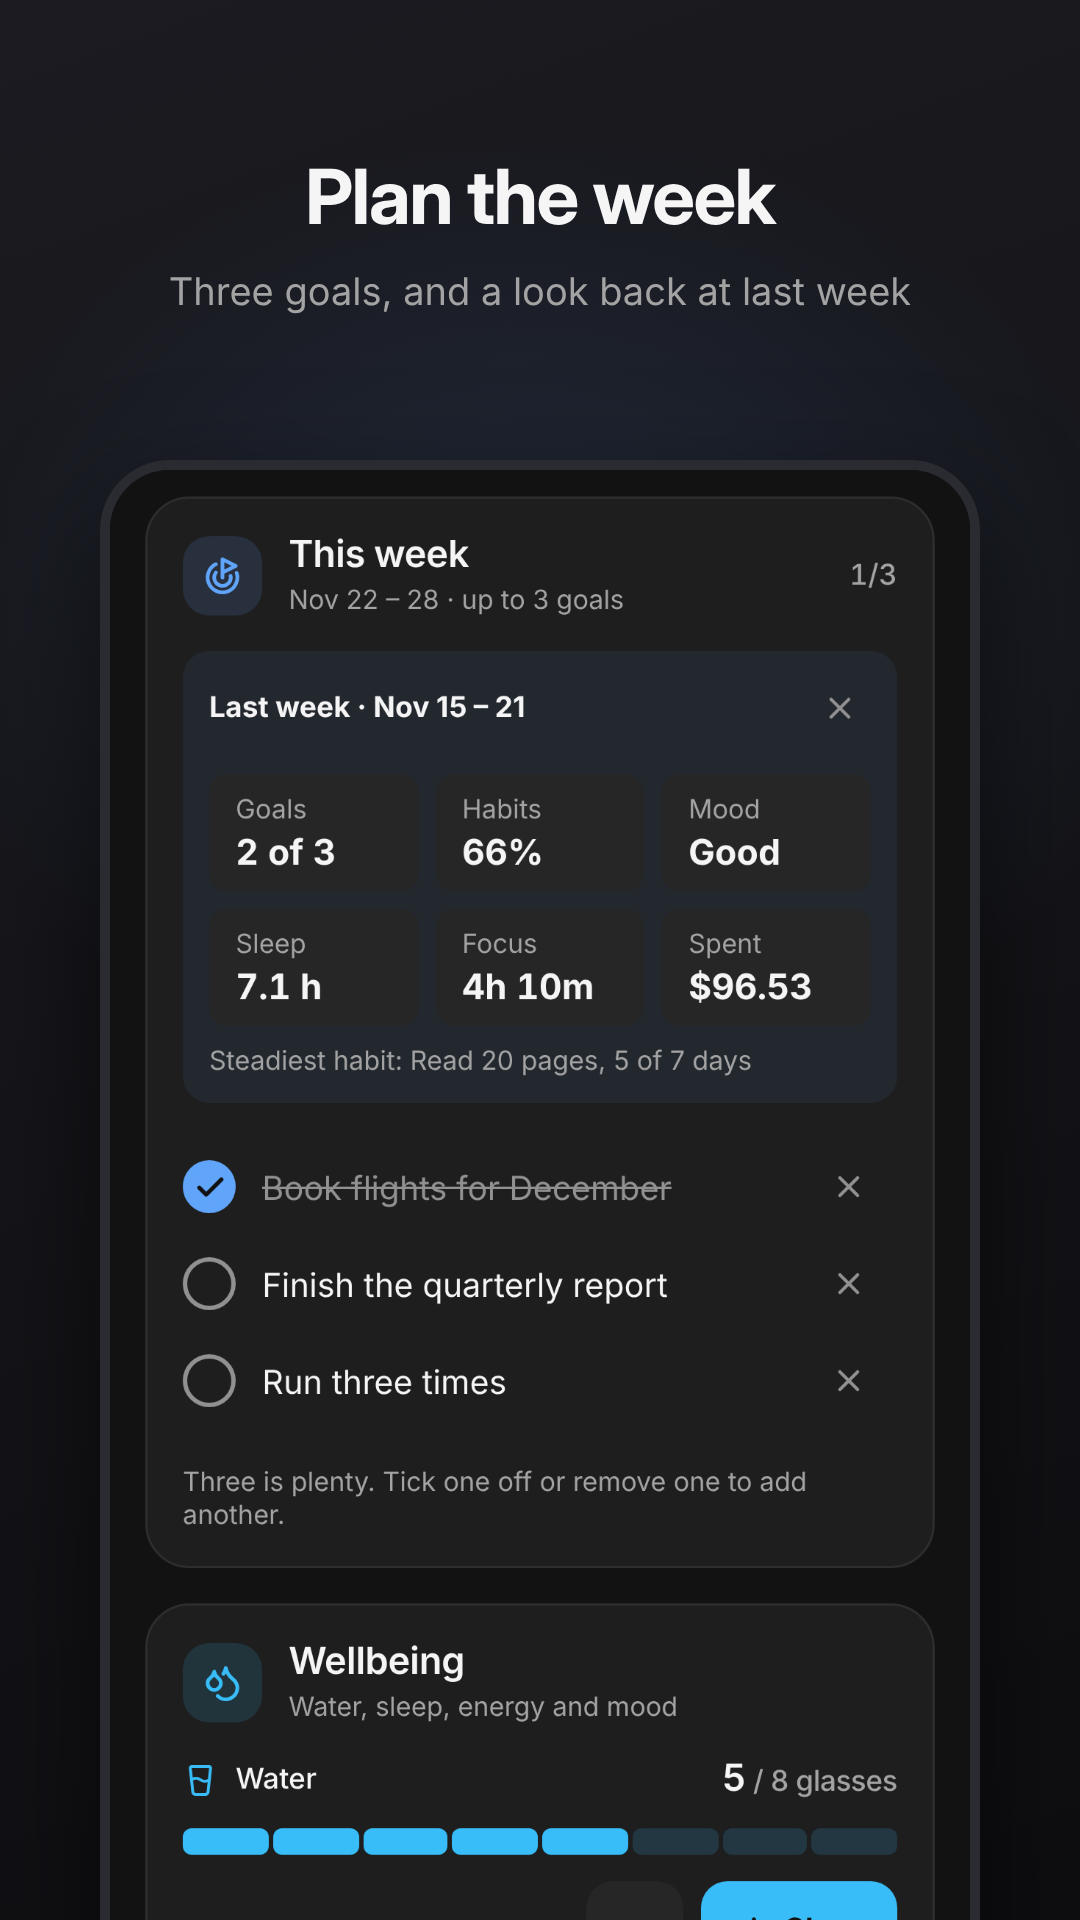 Plan the week
Three goals, and a look back at last week
This week
Nov 22 – 28 · up to 3 goals
1/3
Last week · Nov 15 – 21
Goals
2 of 3
Habits
66%
Mood
Good
Sleep
7.1 h
Focus
4h 10m
Spent
$96.53
Steadiest habit: Read 20 pages, 5 of 7 days
Book flights for December
Finish the quarterly report
Run three times
Three is plenty. Tick one off or remove one to add
another.
Wellbeing
Water, sleep, energy and mood
Water
5 / 8 glasses